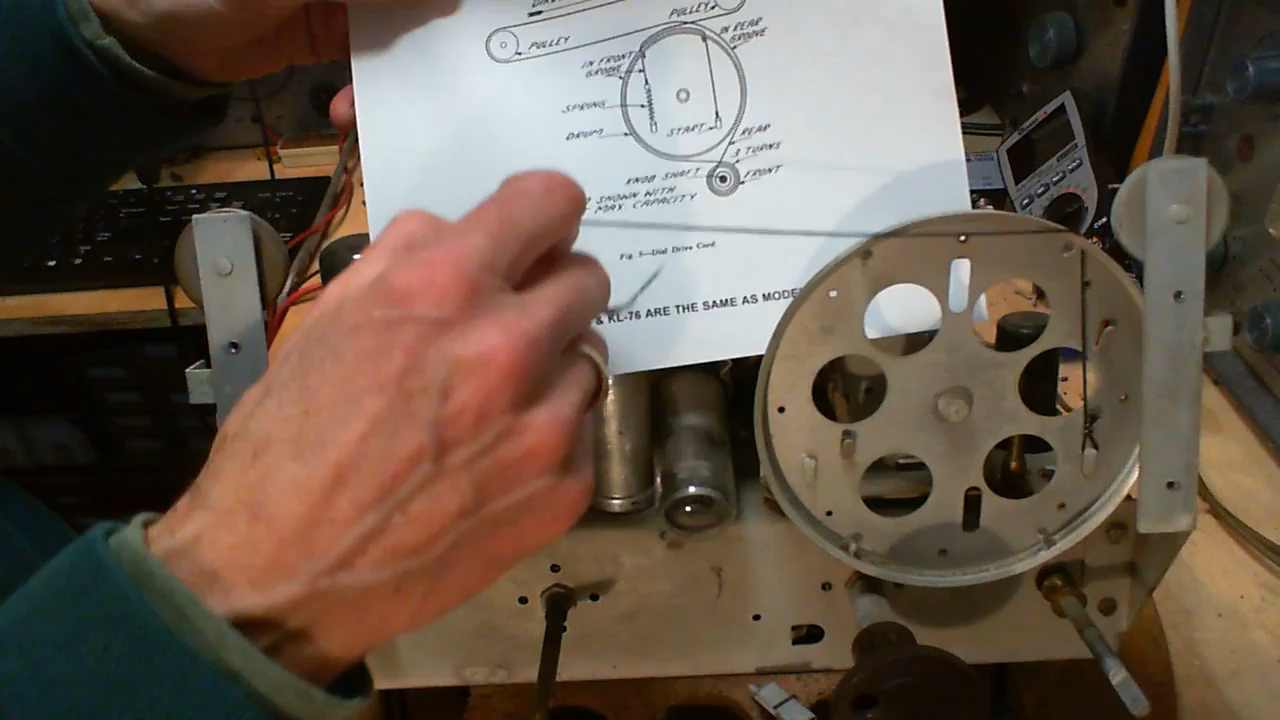 PULLEY
PULLEY
IN REAR
GROOVE
IN FRONT
GROOVE
SPRING
DRUM
START
REAR
3 TURNS
KNOB SHAFT
FRONT
SHOWN WITH
MAX. CAPACITY
Fig. 5—Dial Drive Cord
& KL-76 ARE THE SAME AS MODE